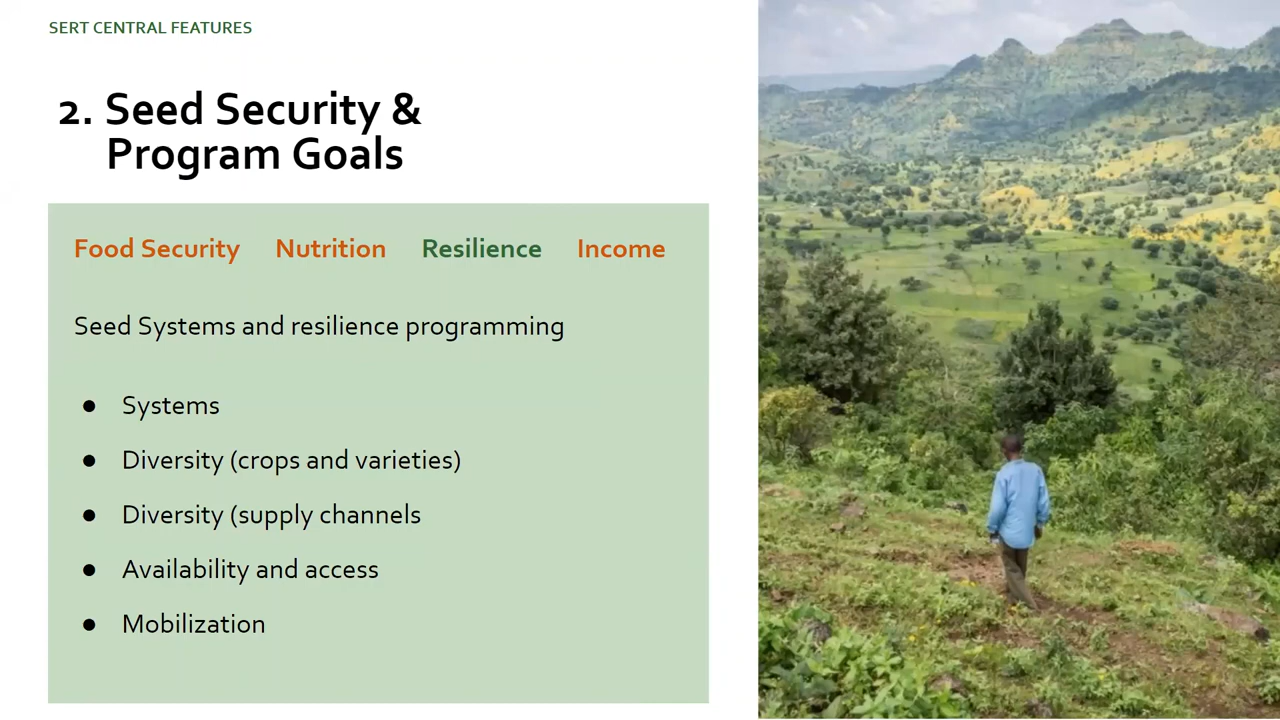 SERT CENTRAL FEATURES
2. Seed Security &
Program Goals
Food Security Nutrition Resilience Income
Seed Systems and resilience programming
● Systems
● Diversity (crops and varieties)
● Diversity (supply channels
● Availability and access
● Mobilization